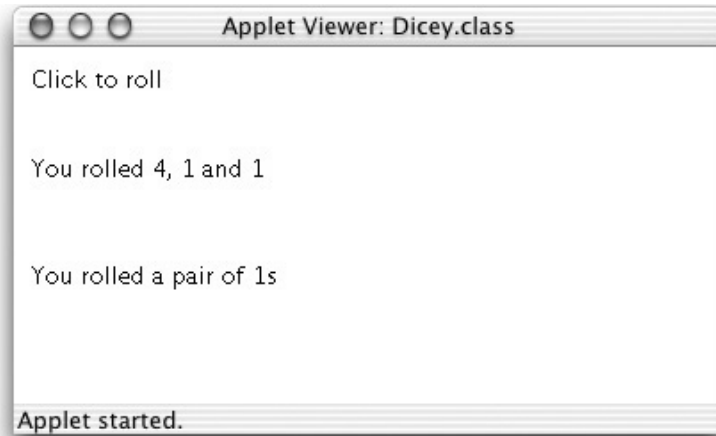 Applet Viewer: Dicey.class
Click to roll
You rolled 4, 1 and 1
You rolled a pair of 1s
Applet started.